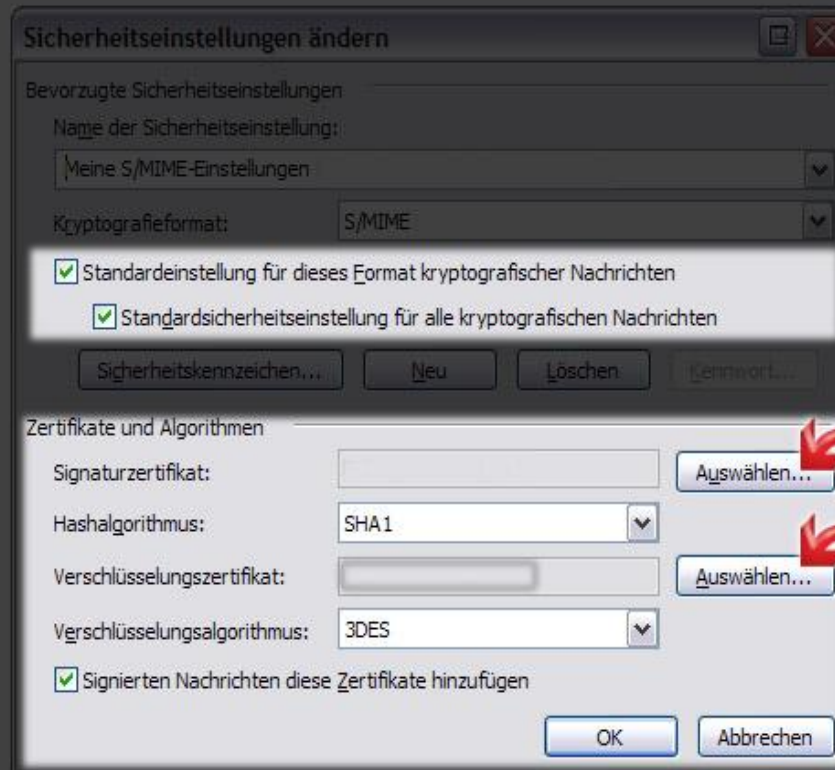 Sicherheitseinstellungen ändern
Bevorzugte Sicherheitseinstellungen
Name der Sicherheitseinstellung:
Meine S/MIME-Einstellungen
Kryptografieformat:
S/MIME
Standardeinstellung für dieses Format kryptografischer Nachrichten
Standardsicherheitseinstellung für alle kryptografischen Nachrichten
Sicherheitskennzeichen... Neu Löschen Kennwort...
Zertifikate und Algorithmen
Signaturzertifikat: Auswählen...
Hashalgorithmus: SHA1
Verschlüsselungszertifikat: Auswählen...
Verschlüsselungsalgorithmus: 3DES
Signierten Nachrichten diese Zertifikate hinzufügen
OK Abbrechen